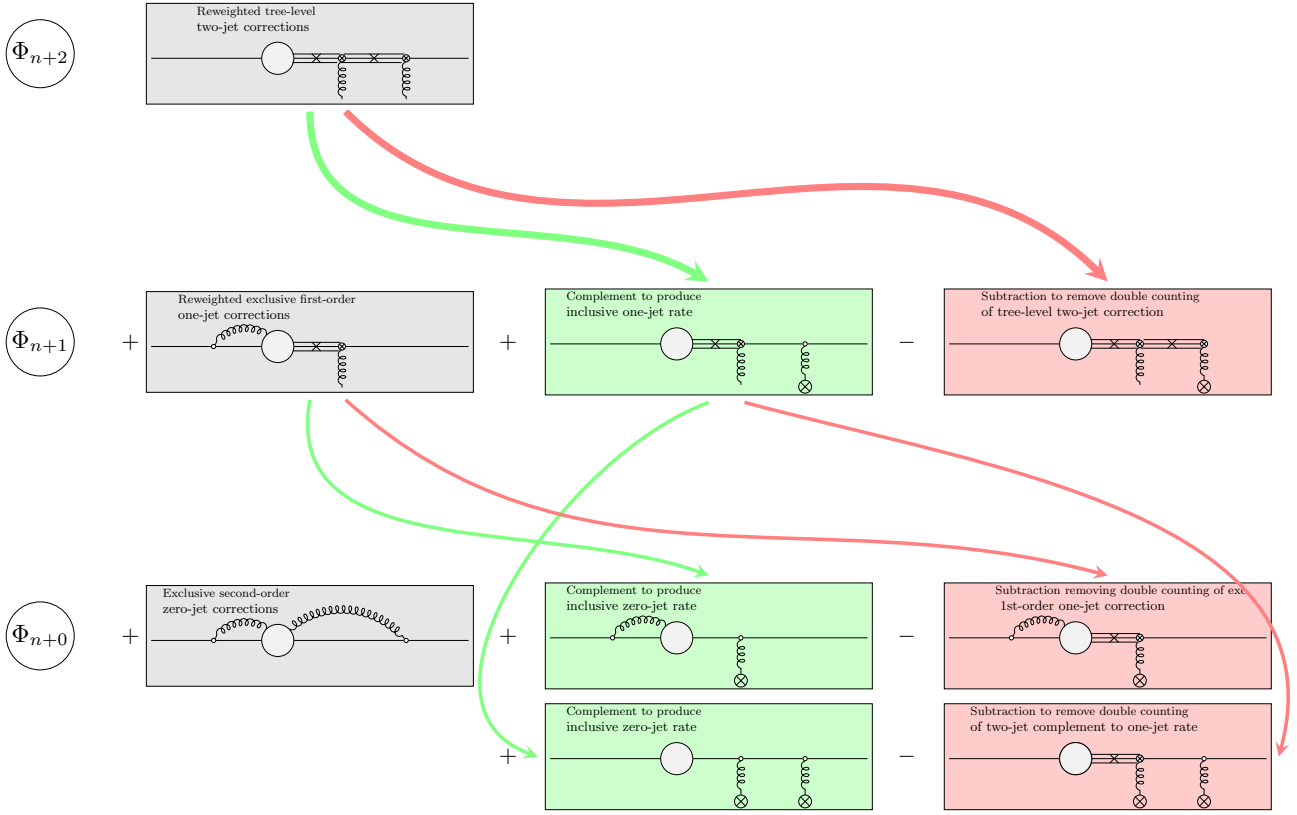 Φn+2
Reweighted tree-level
two-jet corrections
Φn+1
+
Reweighted exclusive first-order
one-jet corrections
+
Complement to produce
inclusive one-jet rate
−
Subtraction to remove double counting
of tree-level two-jet correction
Φn+0
+
Exclusive second-order
zero-jet corrections
+
Complement to produce
inclusive zero-jet rate
−
Subtraction removing double counting of exc
1st-order one-jet correction
+
Complement to produce
inclusive zero-jet rate
−
Subtraction to remove double counting
of two-jet complement to one-jet rate